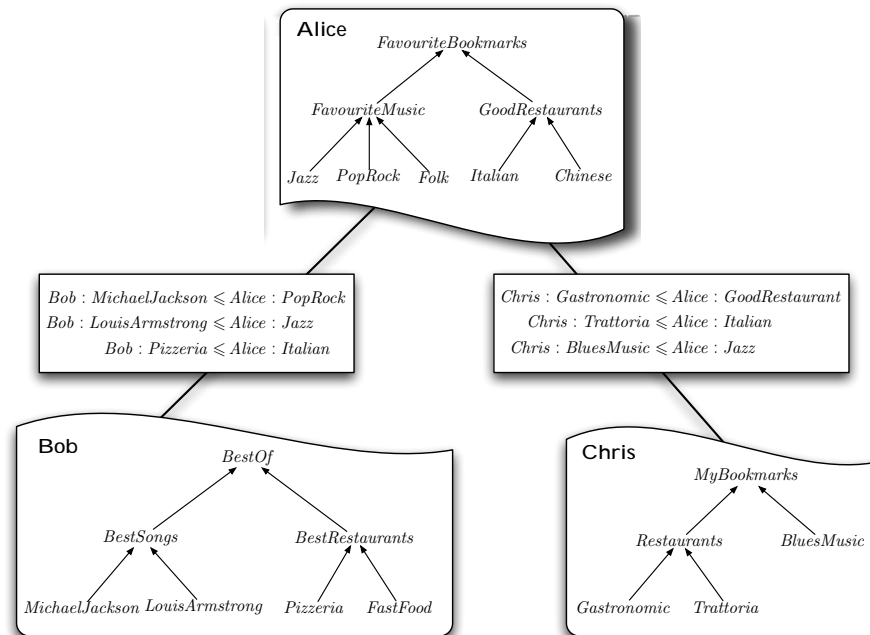 Alice
FavouriteBookmarks
FavouriteMusic GoodRestaurants
Jazz PopRock Folk Italian Chinese
Bob : MichaelJackson ⩽ Alice : PopRock
Bob : LouisArmstrong ⩽ Alice : Jazz
Bob : Pizzeria ⩽ Alice : Italian
Chris : Gastronomic ⩽ Alice : GoodRestaurant
Chris : Trattoria ⩽ Alice : Italian
Chris : BluesMusic ⩽ Alice : Jazz
Bob
BestOf
BestSongs BestRestaurants
MichaelJackson LouisArmstrong Pizzeria FastFood
Chris
MyBookmarks
Restaurants BluesMusic
Gastronomic Trattoria